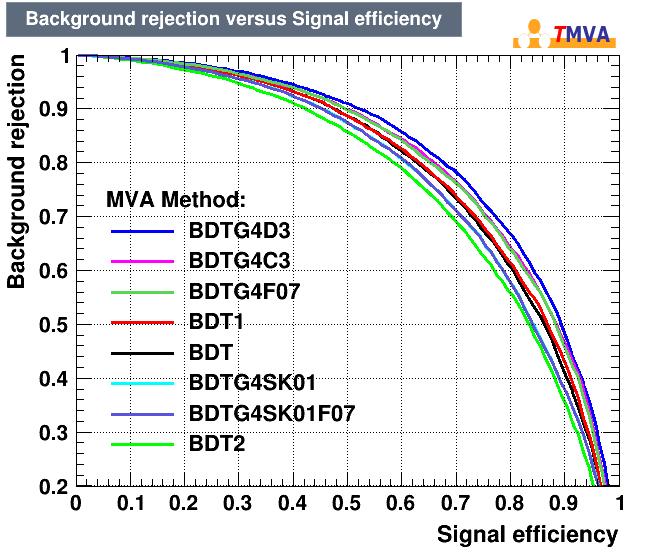 Background rejection versus Signal efficiency
TMVA
Background rejection
1
0.9
0.8
0.7
0.6
0.5
0.4
0.3
0.2
MVA Method:
BDTG4D3
BDTG4C3
BDTG4F07
BDT1
BDT
BDTG4SK01
BDTG4SK01F07
BDT2
0 0.1 0.2 0.3 0.4 0.5 0.6 0.7 0.8 0.9 1
Signal efficiency